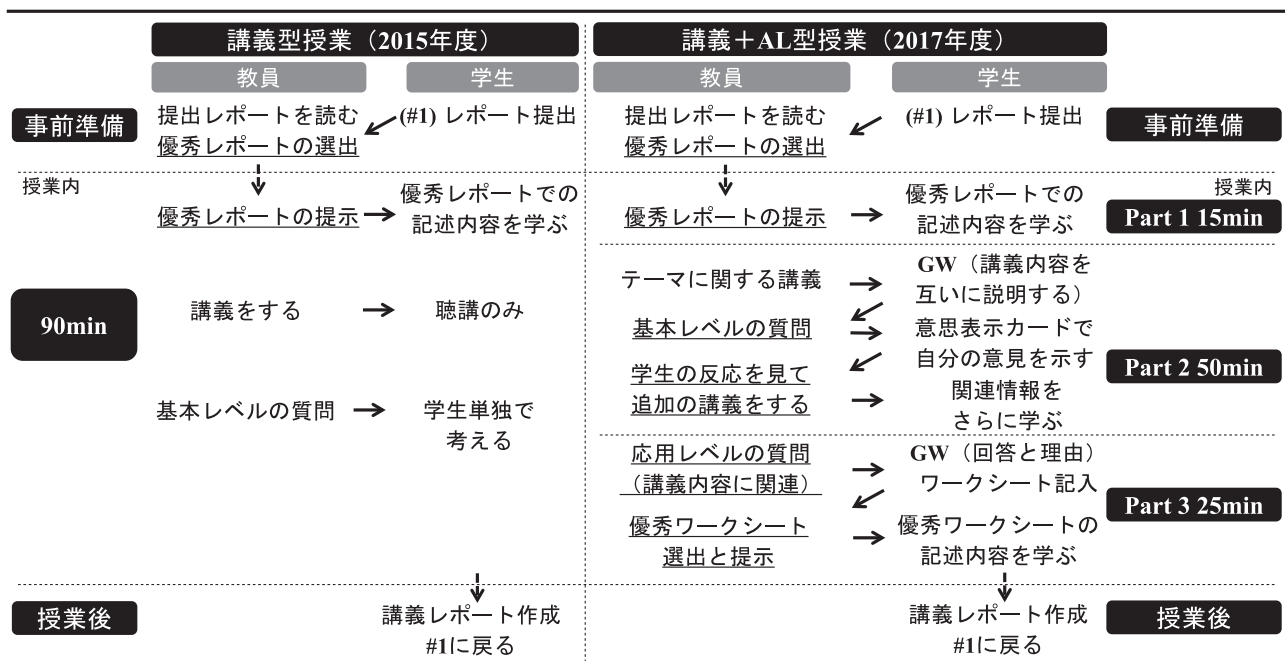 講義型授業（2015年度）
教員
学生
事前準備
提出レポートを読む
優秀レポートの選出
(#1) レポート提出
授業内
優秀レポートの提示
優秀レポートでの
記述内容を学ぶ
90min
講義をする
聴講のみ
基本レベルの質問
学生単独で
考える
授業後
講義レポート作成
#1に戻る
講義＋AL型授業（2017年度）
教員
学生
提出レポートを読む
優秀レポートの選出
(#1) レポート提出
事前準備
授業内
優秀レポートの提示
優秀レポートでの
記述内容を学ぶ
Part 1 15min
テーマに関する講義
GW（講義内容を
互いに説明する）
基本レベルの質問
意思表示カードで
自分の意見を示す
学生の反応を見て
追加の講義をする
関連情報を
さらに学ぶ
Part 2 50min
応用レベルの質問
（講義内容に関連）
GW（回答と理由）
ワークシート記入
優秀ワークシート
選出と提示
優秀ワークシートの
記述内容を学ぶ
Part 3 25min
講義レポート作成
#1に戻る
授業後